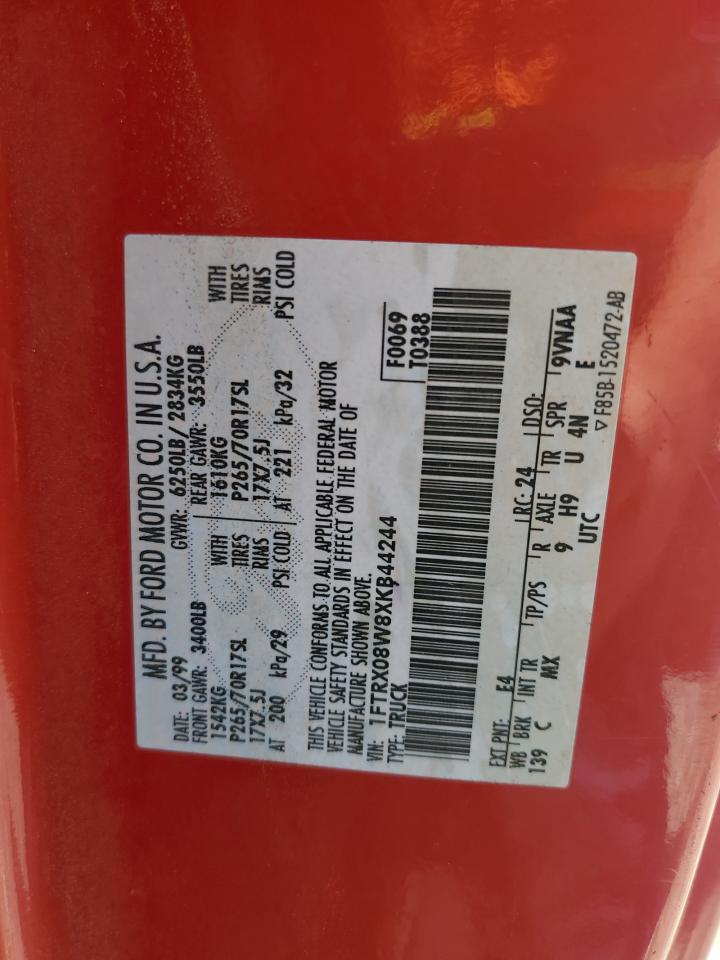 MFD. BY FORD MOTOR CO. IN U.S.A.
DATE: 03/99 GVWR: 6250LB / 2834KG
FRONT GAWR: 3400LB REAR GAWR: 3550LB
1542KG WITH 1610KG WITH
P265/70R17SL TIRES P265/70R17SL TIRES
17X7.5J RIMS 17X7.5J RIMS
AT 200 kPa/29 PSI COLD AT 221 kPa/32 PSI COLD
THIS VEHICLE CONFORMS TO ALL APPLICABLE FEDERAL MOTOR
VEHICLE SAFETY STANDARDS IN EFFECT ON THE DATE OF
MANUFACTURE SHOWN ABOVE.
VIN: 1FTRX08W8XKB44244 F0069
TYPE: TRUCK T0388
EXT PNT: E4 RC: 24 DSO:
WB BRK INT TR TP/PS R AXLE TR SPR 9VNAA
139 C MX 9 H9 U 4N E
UTC
▽ F85B-1520472-AB